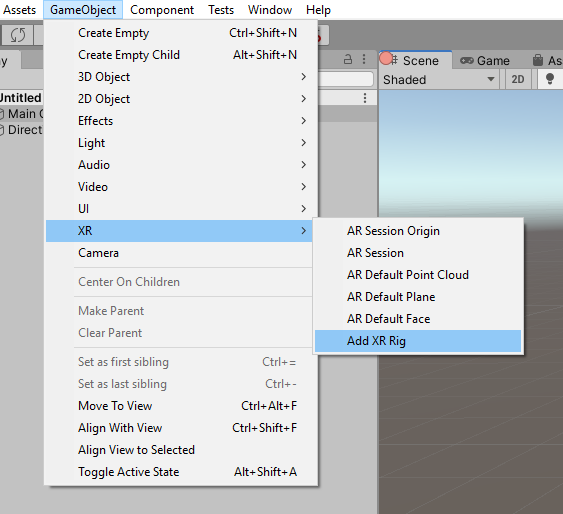 Assets GameObject Component Tests Window Help
Create Empty Ctrl+Shift+N
Create Empty Child Alt+Shift+N
3D Object
2D Object
Effects
Light
Audio
Video
UI
XR
Camera
Center On Children
Make Parent
Clear Parent
Set as first sibling Ctrl+=
Set as last sibling Ctrl+-
Move To View Ctrl+Alt+F
Align With View Ctrl+Shift+F
Align View to Selected
Toggle Active State Alt+Shift+A
AR Session Origin
AR Session
AR Default Point Cloud
AR Default Plane
AR Default Face
Add XR Rig
Scene Game As
Shaded 2D
y
Untitled
Main C
Direct